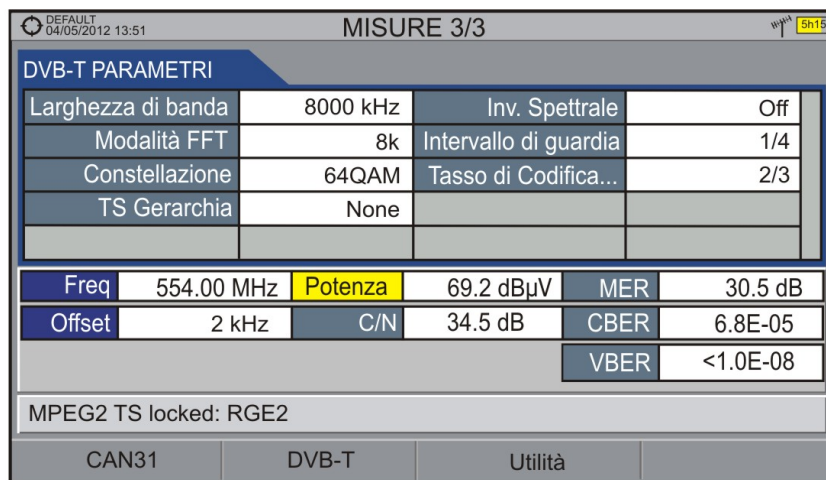 DEFAULT
04/05/2012 13:51
MISURE 3/3
5h15
DVB-T PARAMETRI
Larghezza di banda 8000 kHz Inv. Spettrale Off
Modalità FFT 8k Intervallo di guardia 1/4
Constellazione 64QAM Tasso di Codifica... 2/3
TS Gerarchia None
Freq 554.00 MHz Potenza 69.2 dBµV MER 30.5 dB
Offset 2 kHz C/N 34.5 dB CBER 6.8E-05
VBER <1.0E-08
MPEG2 TS locked: RGE2
CAN31 DVB-T Utilità